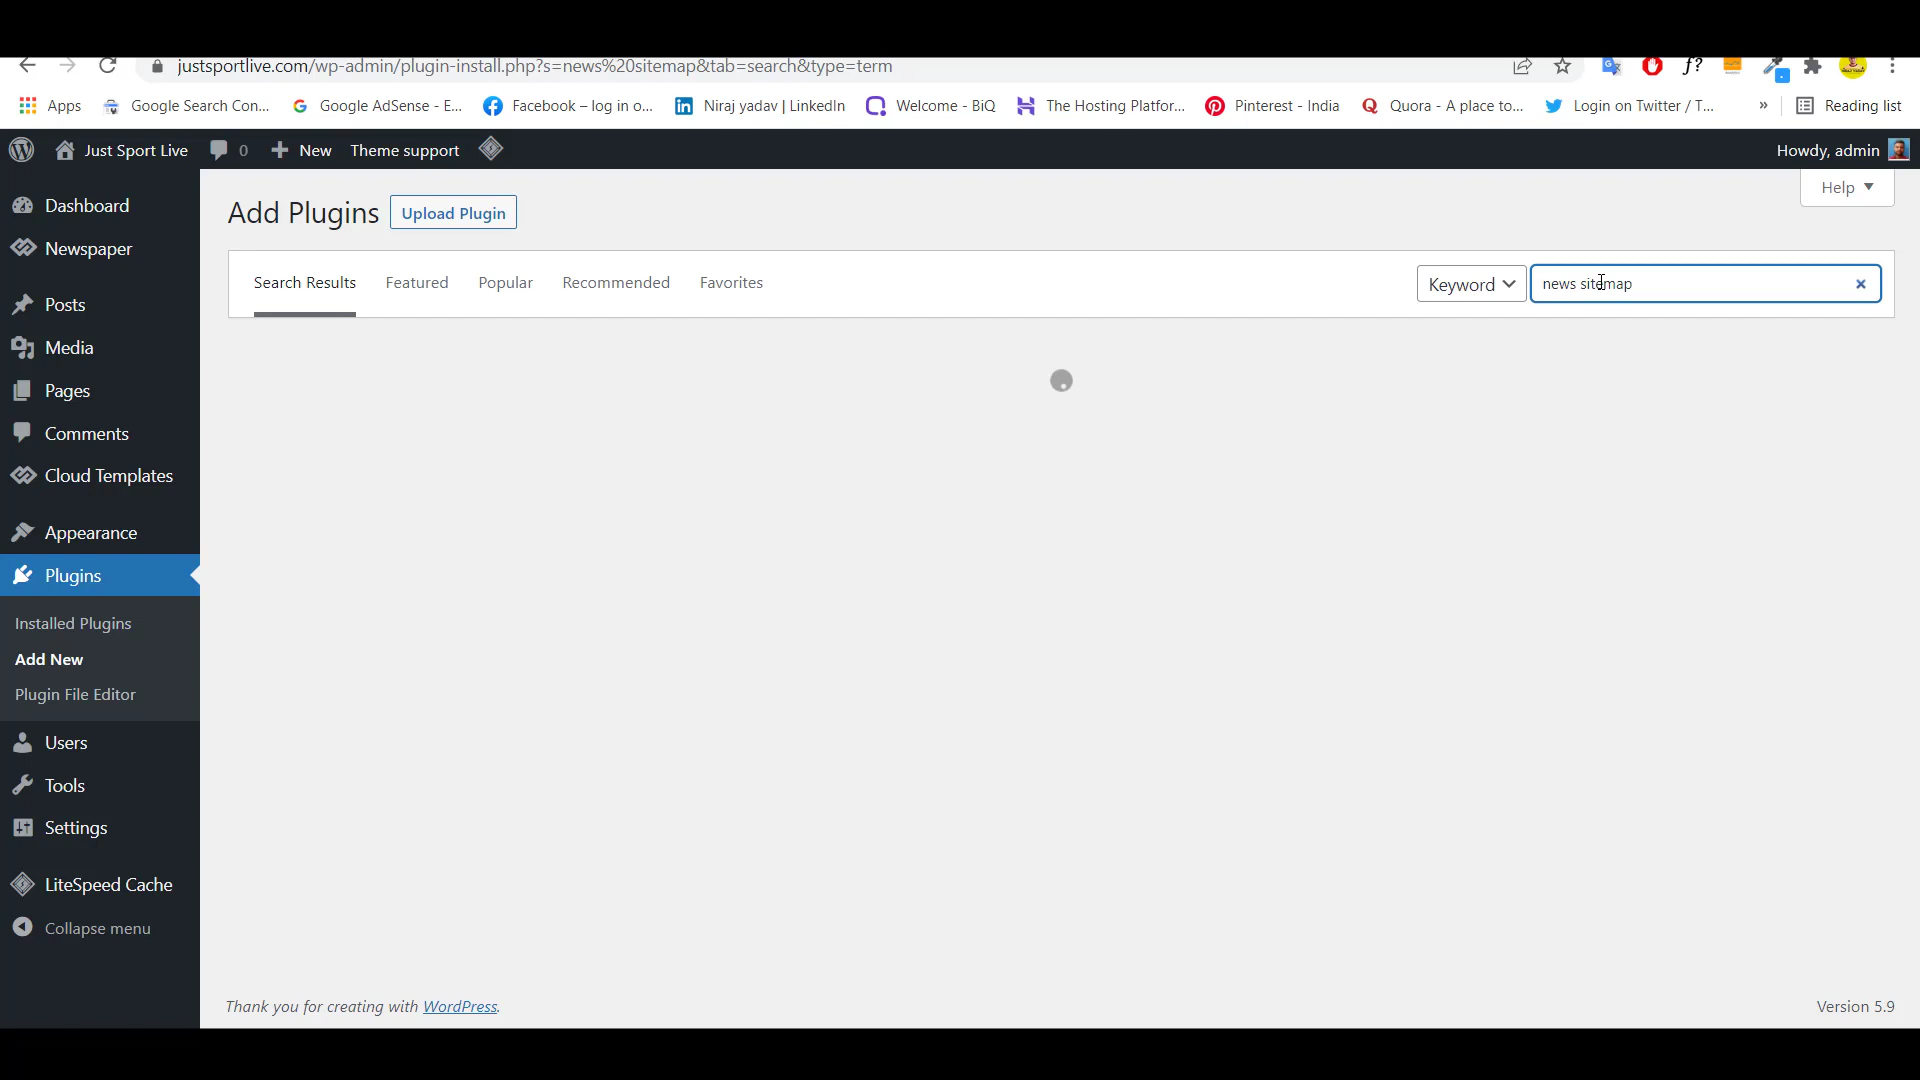 justsportlive.com/wp-admin/plugin-install.php?s=news%20sitemap&tab=search&type=term
f?
Apps Google Search Con... Google AdSense - E... Facebook – log in o... Niraj yadav | LinkedIn Welcome - BiQ The Hosting Platfor... Pinterest - India Quora - A place to... Login on Twitter / T... » Reading list
Just Sport Live 0 New Theme support Howdy, admin
Help
Add Plugins Upload Plugin
Search Results Featured Popular Recommended Favorites Keyword news sitemap
Dashboard
Newspaper
Posts
Media
Pages
Comments
Cloud Templates
Appearance
Plugins
Installed Plugins
Add New
Plugin File Editor
Users
Tools
Settings
LiteSpeed Cache
Collapse menu
Thank you for creating with WordPress. Version 5.9